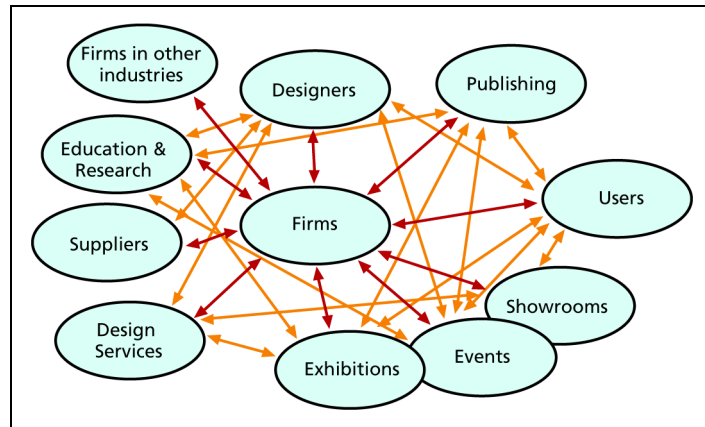 Firms in other
industries
Designers
Publishing
Education &
Research
Users
Firms
Suppliers
Showrooms
Design
Services
Exhibitions
Events